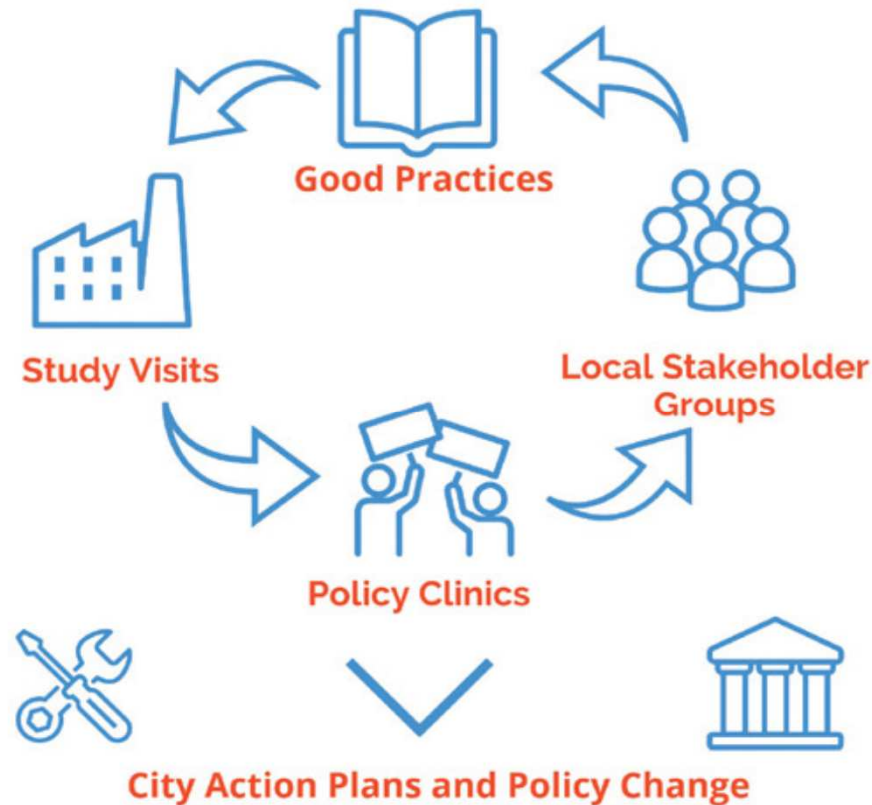 Good Practices
Study Visits
Local Stakeholder
Groups
Policy Clinics
City Action Plans and Policy Change